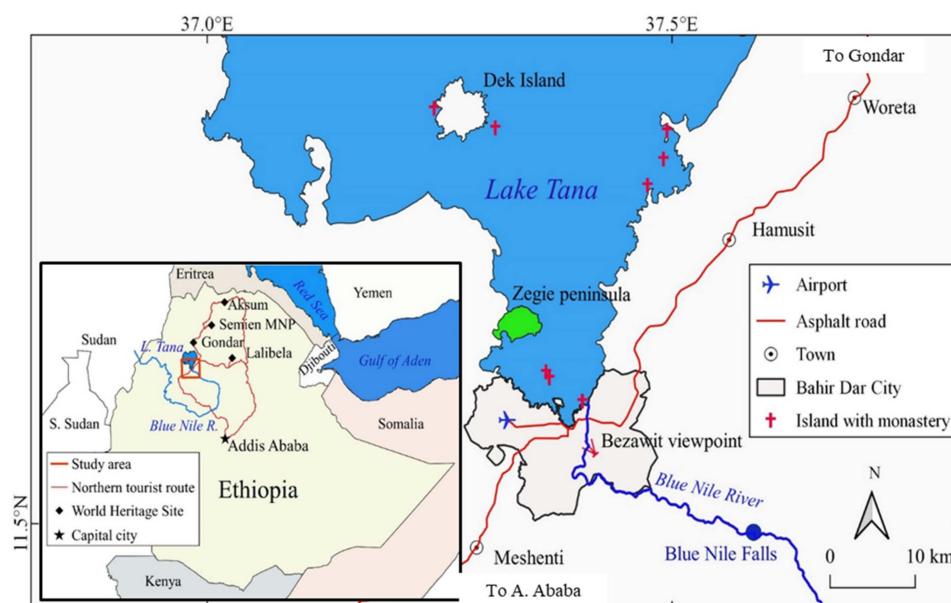 37.0°E
37.5°E
To Gondar
Dek Island
Woreta
Lake Tana
Hamusit
Zegie peninsula
Airport
Asphalt road
Town
Bahir Dar City
Island with monastery
Bezawit viewpoint
Blue Nile River
Blue Nile Falls
N
0 10 km
11.5°N
Meshenti
To A. Ababa
Eritrea
Red Sea
Yemen
Aksum
Semien MNP
Gondar
Lalibela
Sudan
L. Tana
Djibouti
Gulf of Aden
S. Sudan
Blue Nile R.
Somalia
Addis Ababa
Ethiopia
Kenya
Study area
Northern tourist route
World Heritage Site
Capital city